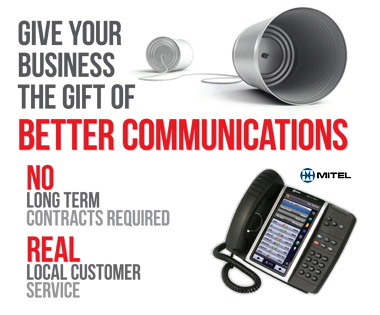 GIVE YOUR
BUSINESS
THE GIFT OF
BETTER COMMUNICATIONS
NO
LONG TERM
CONTRACTS REQUIRED
REAL
LOCAL CUSTOMER
SERVICE
MITEL